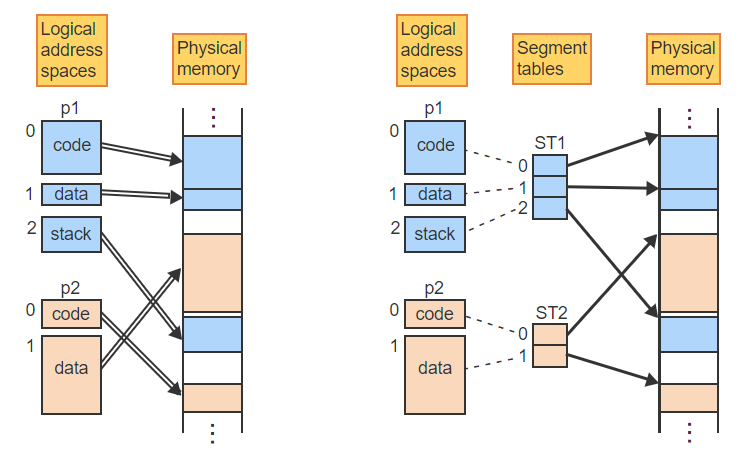 Logical
address
spaces
Physical
memory
p1
0
code
1
data
2
stack
p2
0
code
1
data
Logical
address
spaces
Segment
tables
Physical
memory
p1
0
code
1
data
2
stack
ST1
0
1
2
p2
0
code
1
data
ST2
0
1